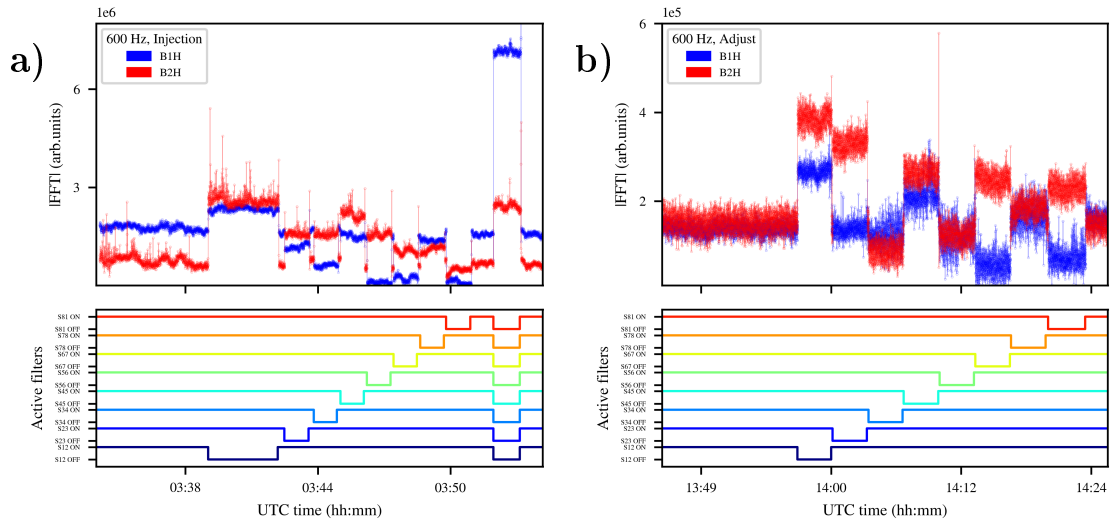 a)
1e6
600 Hz, Injection
B1H
B2H
6
3
|FFT| (arb.units)
S81 ON
S81 OFF
S78 ON
S78 OFF
S67 ON
S67 OFF
S56 ON
S56 OFF
S45 ON
S45 OFF
S34 ON
S34 OFF
S23 ON
S23 OFF
S12 ON
S12 OFF
Active filters
03:38
03:44
03:50
UTC time (hh:mm)
b)
1e5
600 Hz, Adjust
B1H
B2H
6
4
2
|FFT| (arb.units)
S81 ON
S81 OFF
S78 ON
S78 OFF
S67 ON
S67 OFF
S56 ON
S56 OFF
S45 ON
S45 OFF
S34 ON
S34 OFF
S23 ON
S23 OFF
S12 ON
S12 OFF
Active filters
13:49
14:00
14:12
14:24
UTC time (hh:mm)